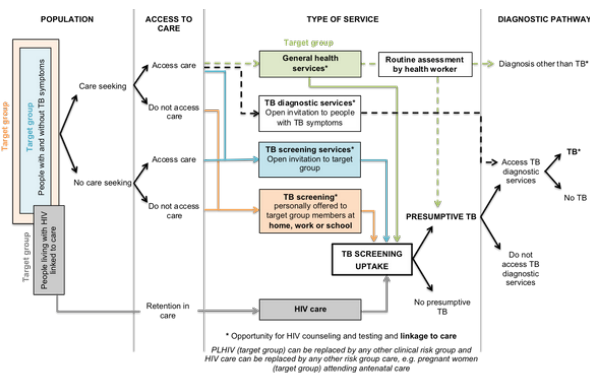 POPULATION
ACCESS TO
CARE
TYPE OF SERVICE
DIAGNOSTIC PATHWAY
Target group
Target group
People with and without TB symptoms
Target group
People living with HIV
linked to care
Care seeking
No care seeking
Access care
Do not access
care
Access care
Do not access
care
Retention in
care
Target group
General health
services*
Routine assessment
by health worker
Diagnosis other than TB*
TB diagnostic services*
Open invitation to people
with TB symptoms
TB screening services*
Open invitation to target
group
TB screening*
personally offered to
target group members at
home, work or school
TB SCREENING
UPTAKE
HIV care
PRESUMPTIVE TB
No presumptive
TB
Access TB
diagnostic
services
Do not
access TB
diagnostic
services
TB*
No TB
* Opportunity for HIV counseling and testing and linkage to care
PLHIV (target group) can be replaced by any other clinical risk group and
HIV care can be replaced by any other risk group care, e.g. pregnant women
(target group) attending antenatal care